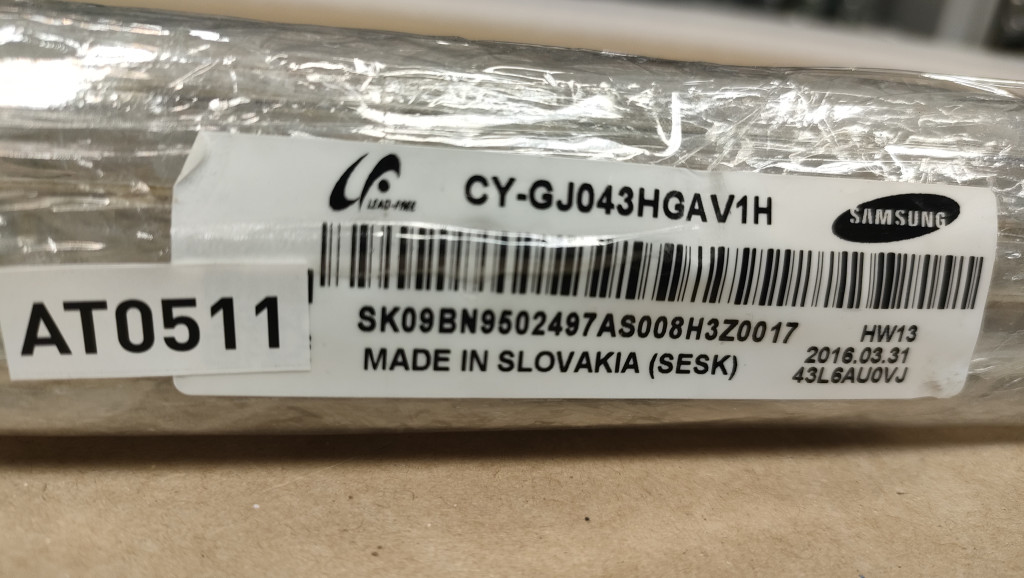 LEAD-FREE
CY-GJ043HGAV1H
SAMSUNG
AT0511
SK09BN9502497AS008H3Z0017
HW13
MADE IN SLOVAKIA (SESK)
2016.03.31
43L6AU0VJ